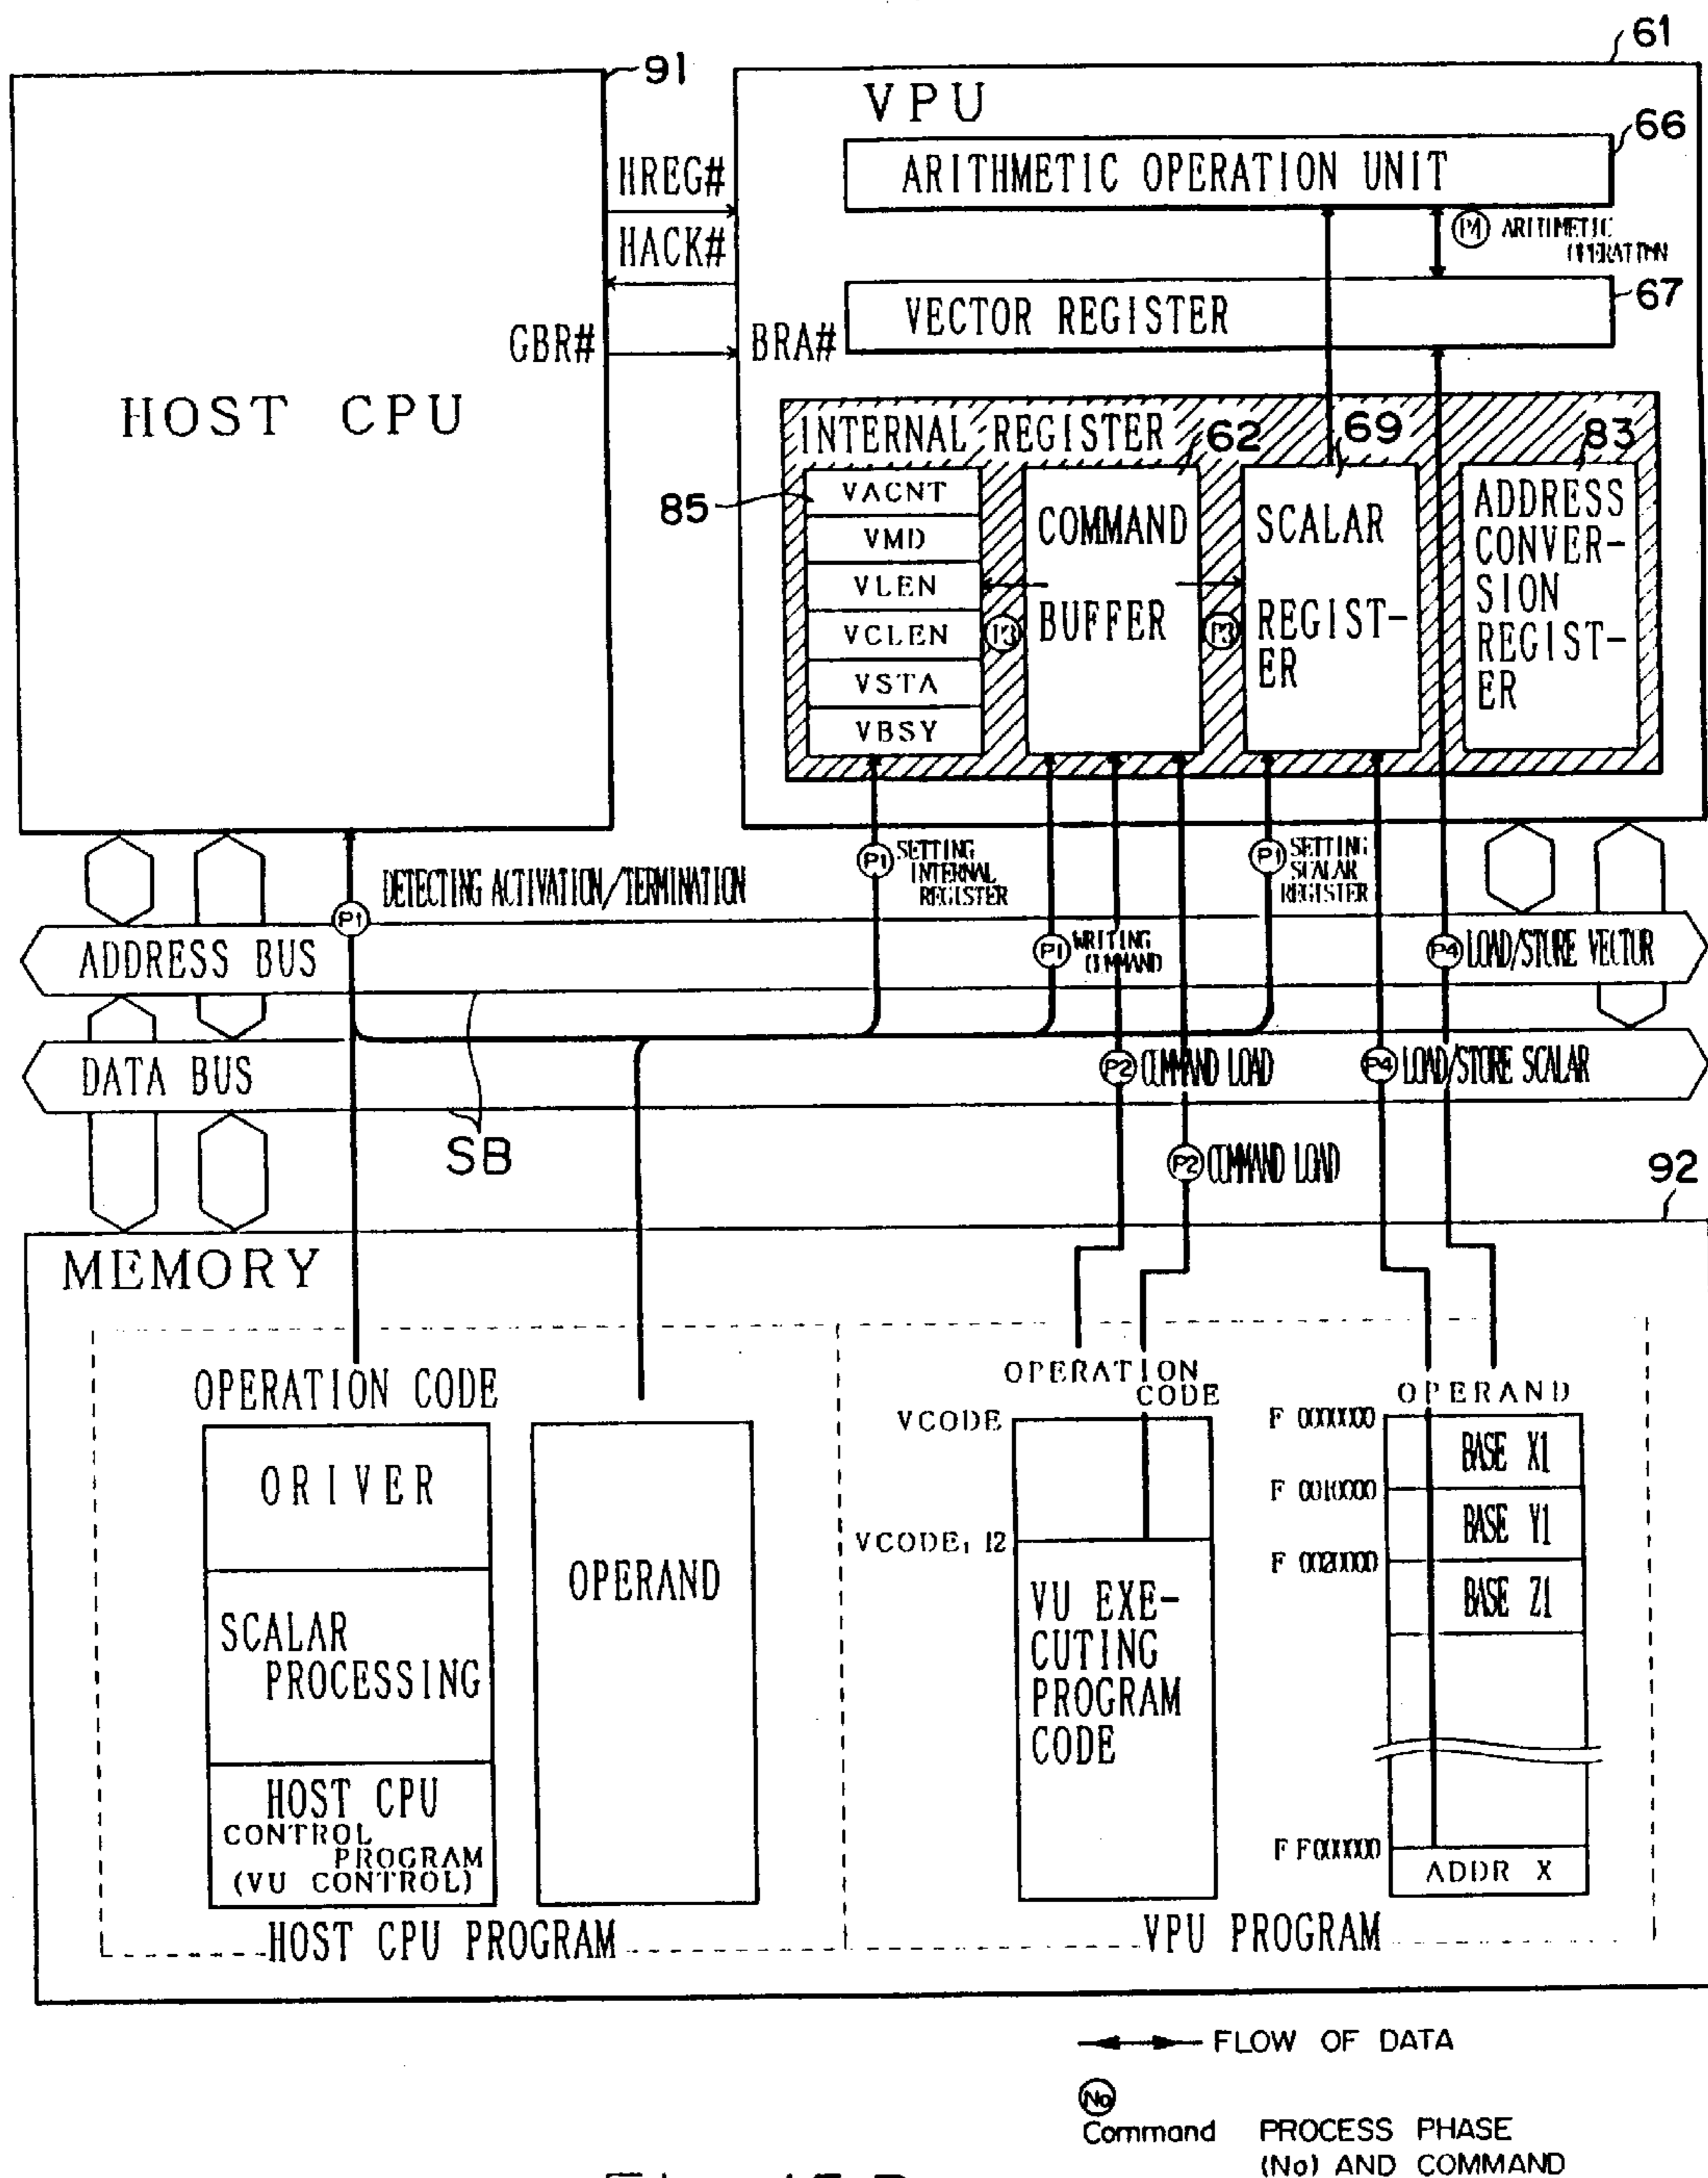 61
91
VPU
66
ARITHMETIC OPERATION UNIT
HREG#
P4 ARITIMETIC
HACK#
67
VECTOR REGISTER
GBR#
BRA#
HOST CPU
INTERNAL REGISTER
62
69
83
85
VACNT
VMD
VLEN
VCLEN
VSTA
VBSY
COMMAND
BUFFER
SCALAR
REGIST-
ER
ADDRESS
CONVER-
SION
REGIST-
ER
P1 SETTING
INTERNAL
REGISTER
P1 SETTING
SCALAR
REGISTER
DETECTING ACTIVATION/TERMINATION
P1
ADDRESS BUS
P1 WRITING
P4 LOAD/STORE VECTOR
DATA BUS
P2 COMMAND LOAD
P4 LOAD/STORE SCALAR
SB
P2 COMMAND LOAD
92
MEMORY
OPERATION CODE
ORIVER
SCALAR
PROCESSING
HOST CPU
CONTROL
PROGRAM
(VU CONTROL)
OPERAND
HOST CPU PROGRAM
OPERATION
CODE
VCODE
VCODE, 12
VU EXE-
CUTING
PROGRAM
CODE
OPERAND
F 0000000
BASE X1
F 0010000
BASE Y1
F 0020000
BASE Z1
F F000000
ADDR X
VPU PROGRAM
FLOW OF DATA
No
Command
PROCESS PHASE
(No) AND COMMAND